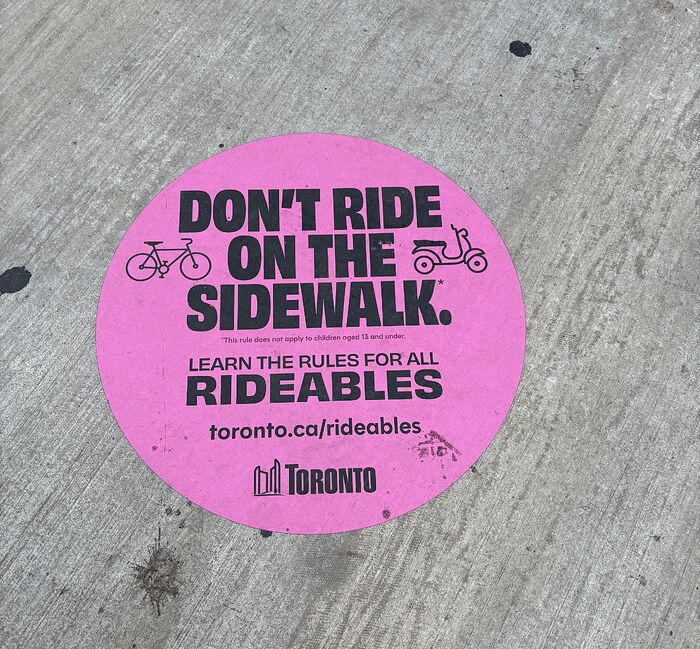 DON'T RIDE
ON THE
SIDEWALK.*
*This rule does not apply to children aged 13 and under.
LEARN THE RULES FOR ALL
RIDEABLES
toronto.ca/rideables
TORONTO